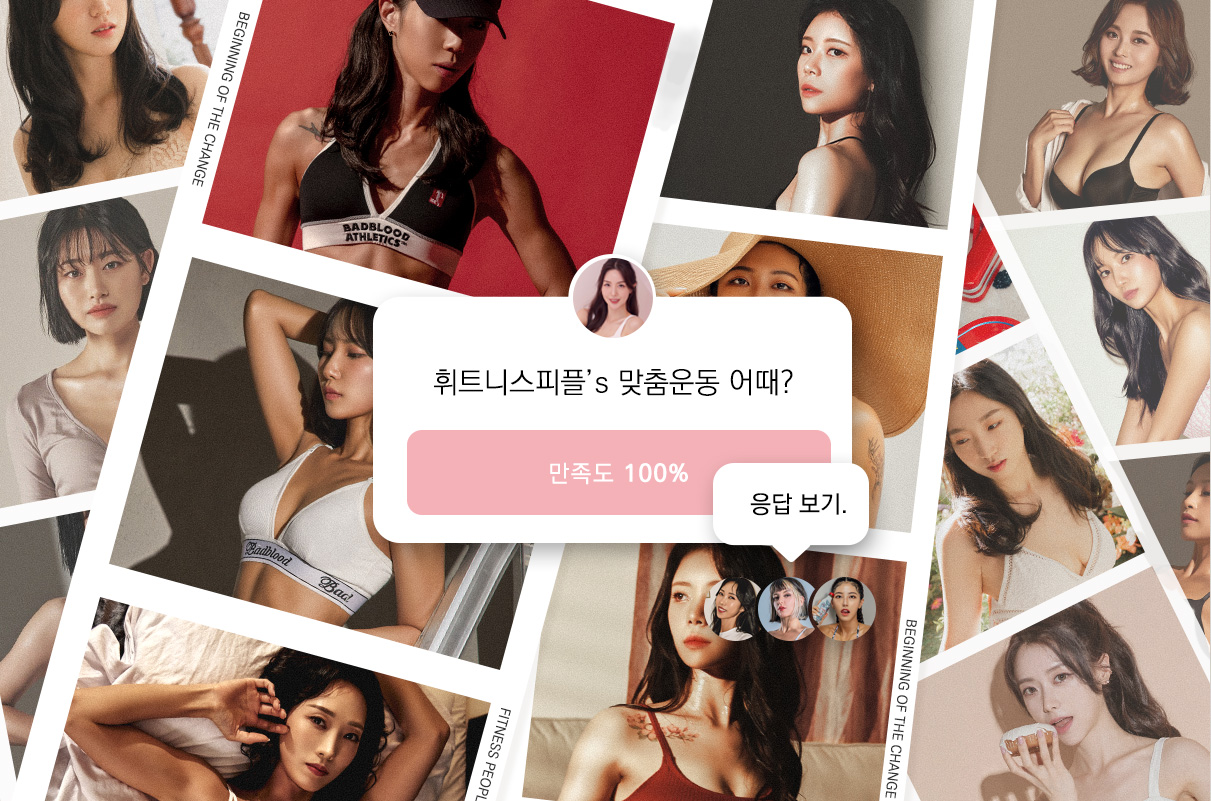 BEGINNING OF THE CHANGE
BADBLOOD
ATHLETICS
휘트니스피플's 맞춤운동 어때?
만족도 100%
응답 보기.
Badblood
Bad
BEGINNING OF THE CHANGE
FITNESS PEOPL